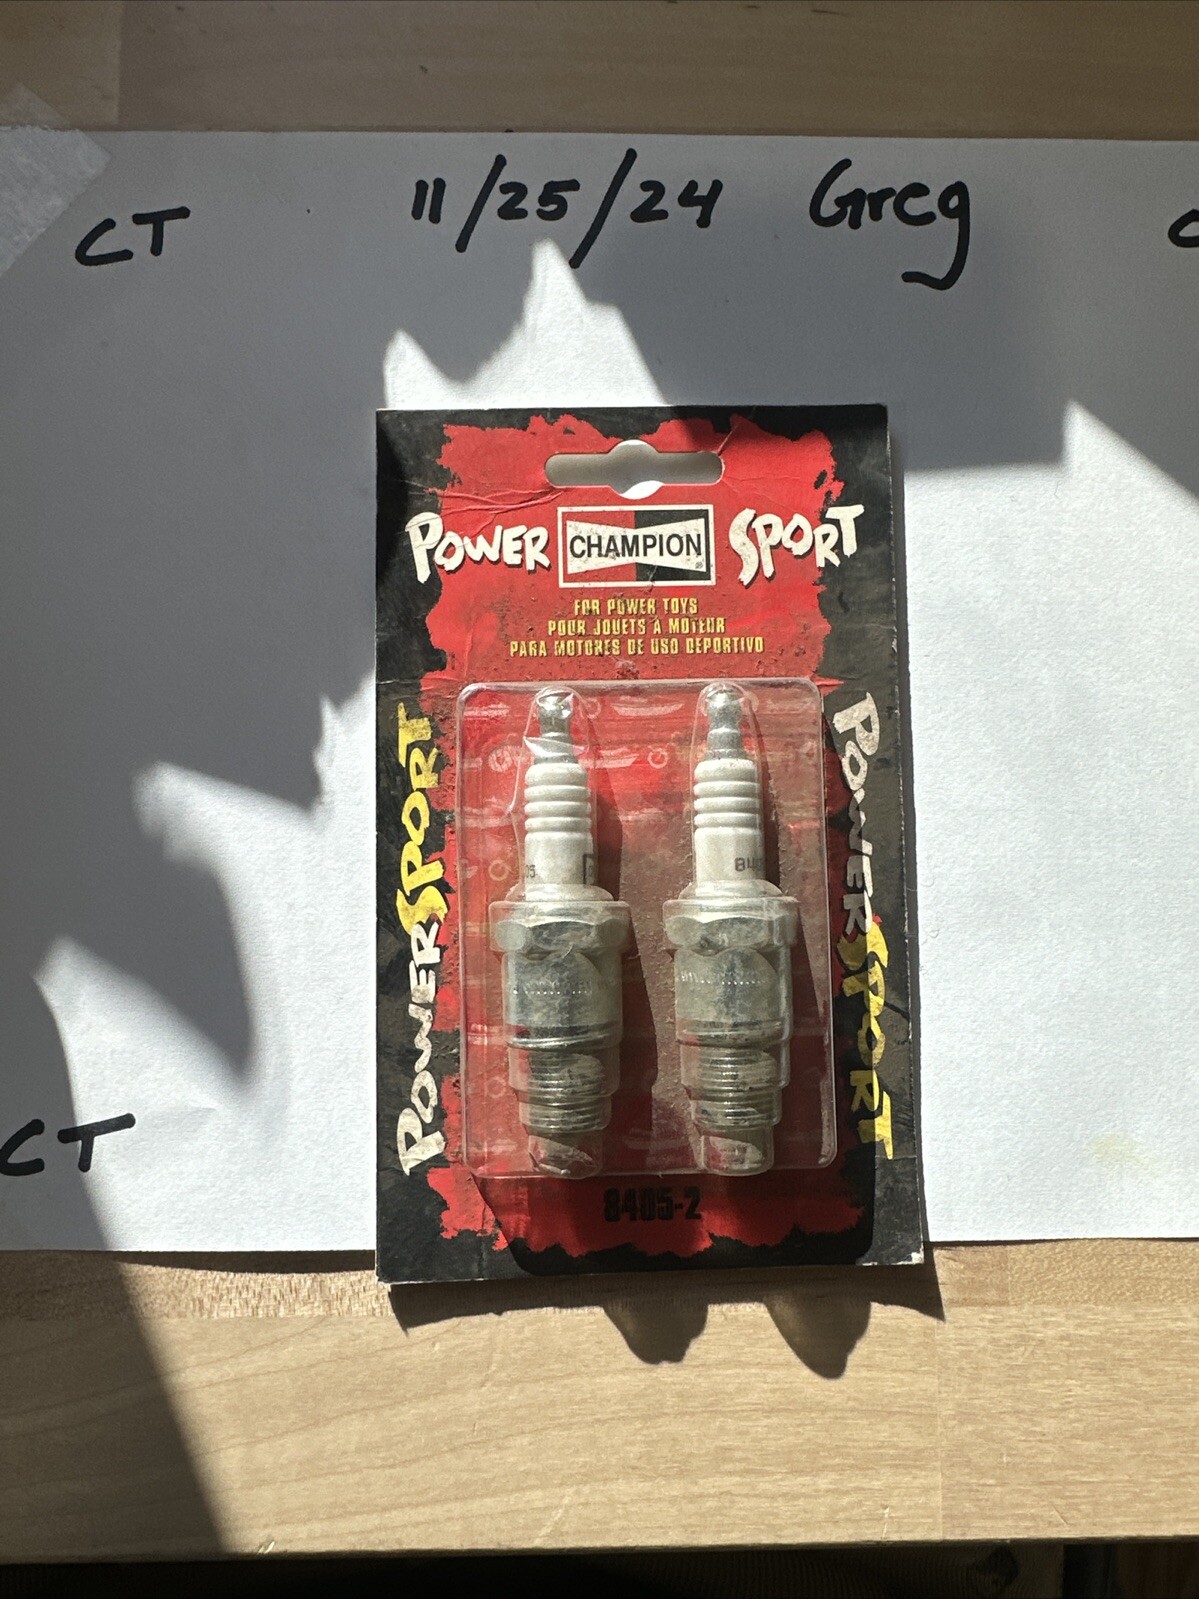 CT 11/25/24 Greg
POWER CHAMPION SPORT
FOR POWER TOYS
POUR JOUETS A MOTEUR
PARA MOTORES DE USO DEPORTIVO
POWERSPORT
POWERSPORT
CT
8405-2